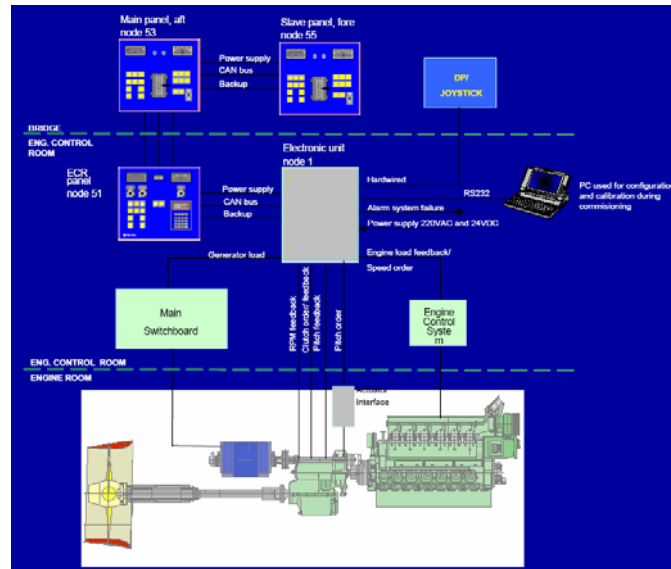 Main panel, aft
node 53
Slave panel, fore
node 55
Power supply
CAN bus
Backup
DP/
JOYSTICK
BRIDGE
ENG. CONTROL
ROOM
ECR
panel
node 51
Electronic unit
node 1
Power supply
CAN bus
Backup
Hardwired
RS232
Alarm system failure
Power supply 220VAC and 24VDC
PC used for configuration
and calibration during
commisioning
Generator load
Engine load feedback/
Speed order
Main
Switchboard
RPM feedback
Clutch order/ feedback
Pitch feedback
Pitch order
Engine
Control
Syste
m
ENG. CONTROL ROOM
ENGINE ROOM
Actuator
Interface